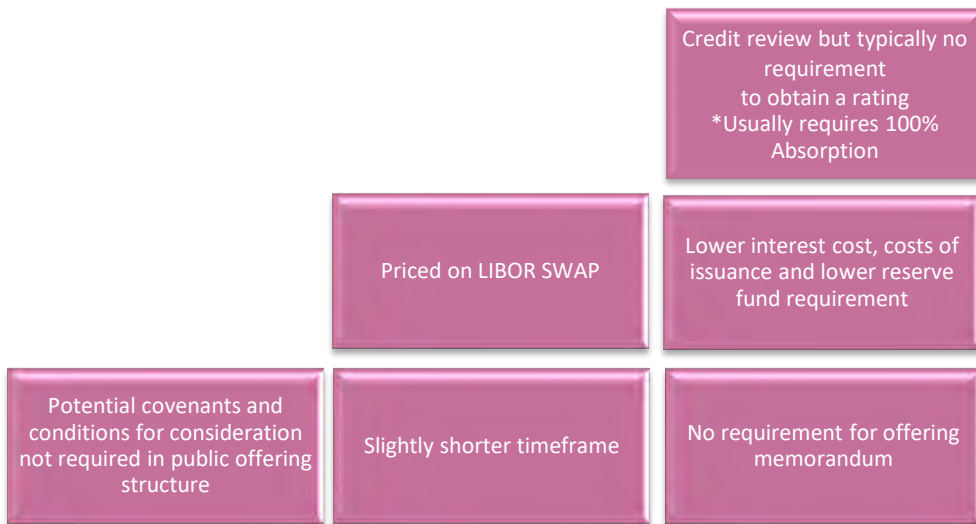 Credit review but typically no
requirement
to obtain a rating
*Usually requires 100%
Absorption
Priced on LIBOR SWAP
Lower interest cost, costs of
issuance and lower reserve
fund requirement
Potential covenants and
conditions for consideration
not required in public offering
structure
Slightly shorter timeframe
No requirement for offering
memorandum